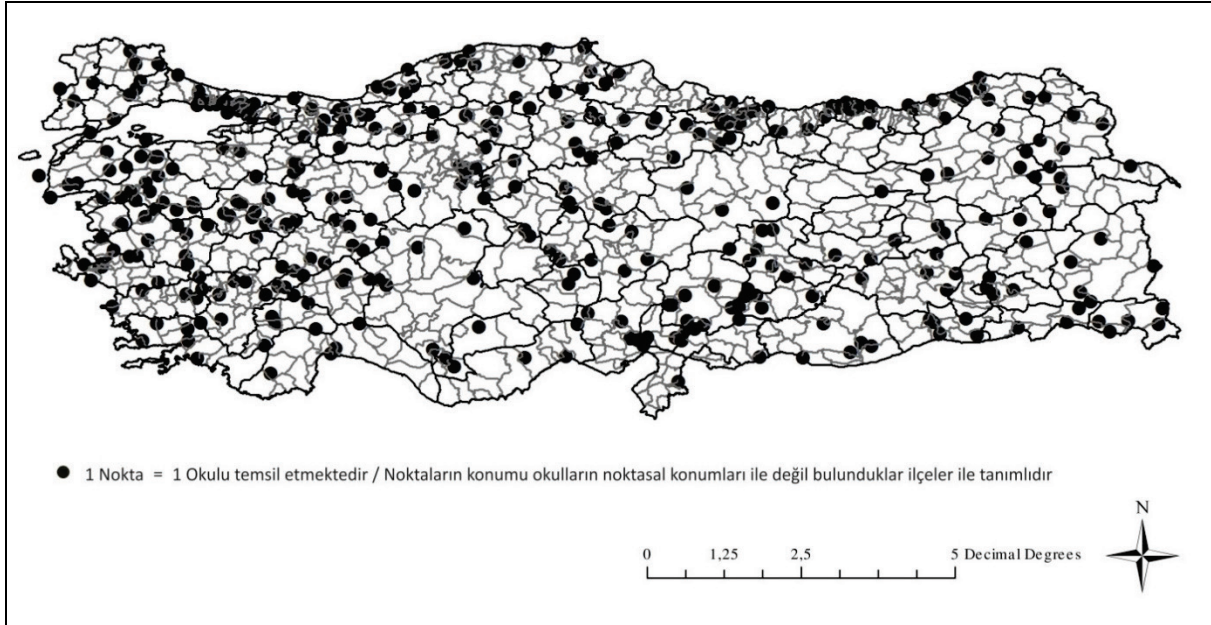 1 Nokta = 1 Okulu temsil etmektedir / Noktaların konumu okulların noktasal konumları ile değil bulunduklar ilçeler ile tanımlıdır
N
0 1,25 2,5 5 Decimal Degrees